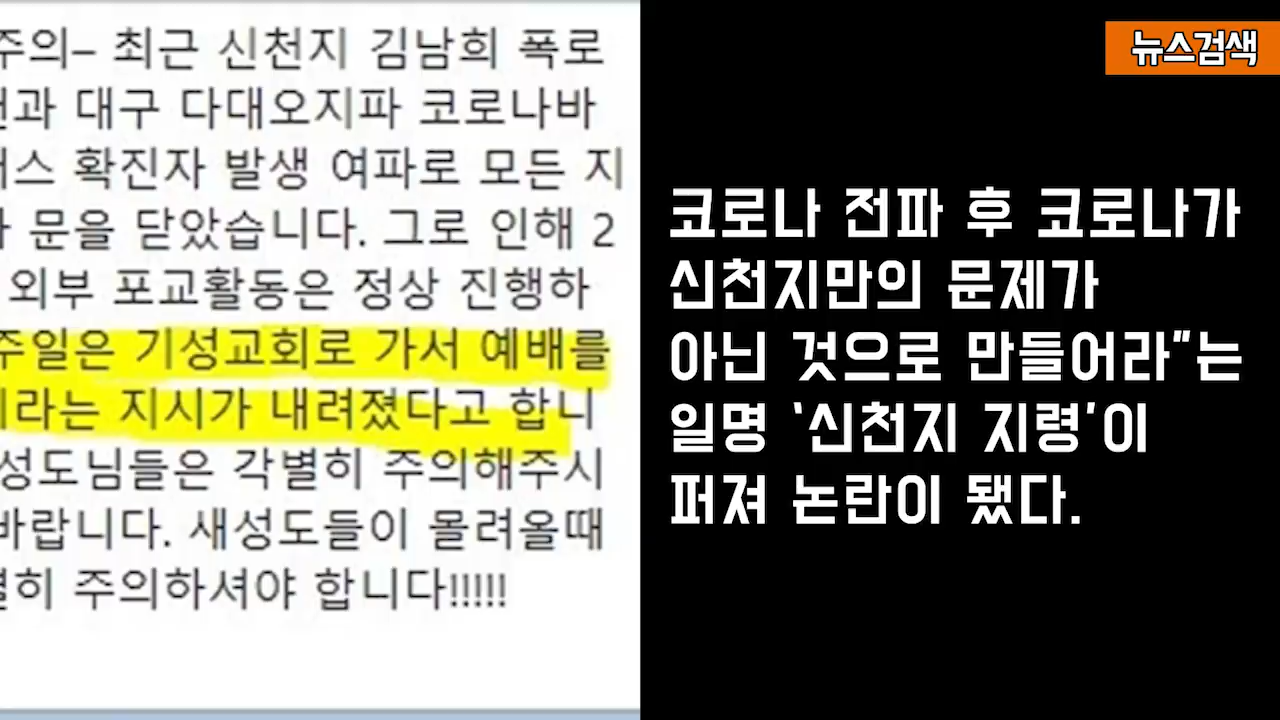 주의– 최근 신천지 김남희 폭로
과 대구 다대오지파 코로나바
스 확진자 발생 여파로 모든 지
문을 닫았습니다. 그로 인해 2
외부 포교활동은 정상 진행하
주일은 기성교회로 가서 예배를
라는 지시가 내려졌다고 합니
성도님들은 각별히 주의해주시
바랍니다. 새성도들이 몰려올때
별히 주의하셔야 합니다!!!!!
뉴스검색
코로나 전파 후 코로나가
신천지만의 문제가
아닌 것으로 만들어라”는
일명 ‘신천지 지령’이
퍼져 논란이 됐다.